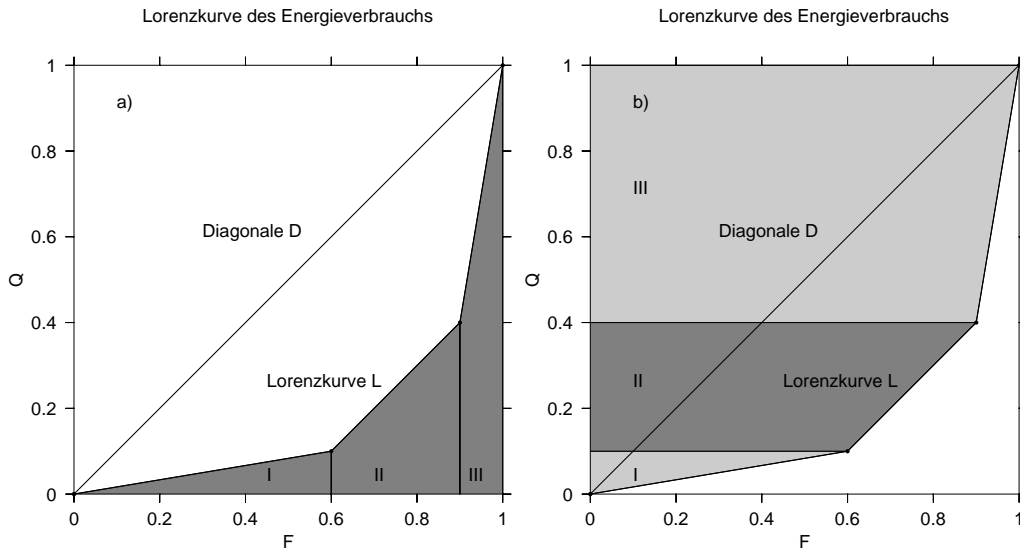 Lorenzkurve des Energieverbrauchs
a)
Diagonale D
Lorenzkurve L
I
II
III
Q
1
0.8
0.6
0.4
0.2
0
0 0.2 0.4 0.6 0.8 1
F
Lorenzkurve des Energieverbrauchs
b)
III
Diagonale D
II
Lorenzkurve L
I
Q
1
0.8
0.6
0.4
0.2
0
0 0.2 0.4 0.6 0.8 1
F